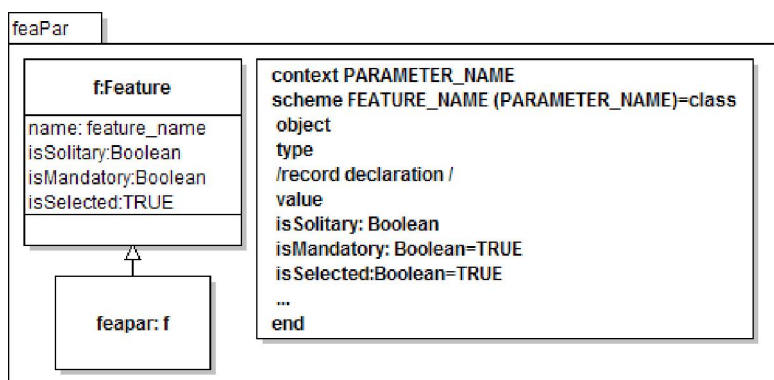 feaPar
f:Feature
name: feature_name
isSolitary:Boolean
isMandatory:Boolean
isSelected:TRUE
feapar: f
context PARAMETER_NAME
scheme FEATURE_NAME (PARAMETER_NAME)=class
object
type
/record declaration /
value
isSolitary: Boolean
isMandatory: Boolean=TRUE
isSelected:Boolean=TRUE
...
end